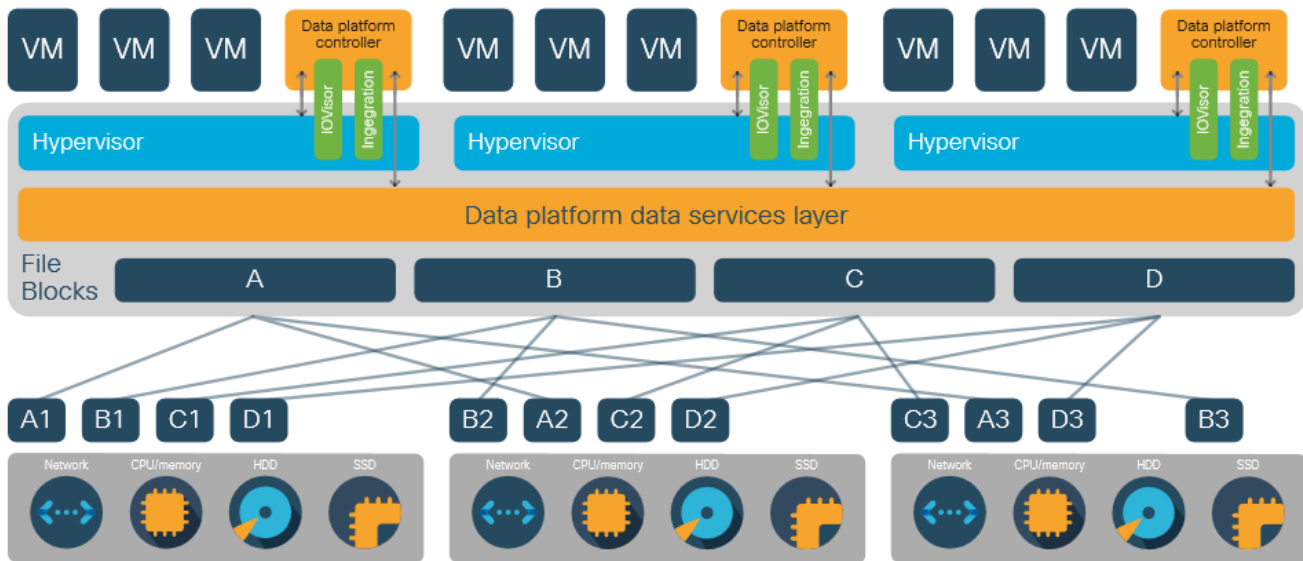 VM VM VM Data platform controller VM VM VM Data platform controller VM VM VM Data platform controller
IOVisor Ingegration IOVisor Ingegration IOVisor Ingegration
Hypervisor Hypervisor Hypervisor
Data platform data services layer
File Blocks A B C D
A1 B1 C1 D1 B2 A2 C2 D2 C3 A3 D3 B3
Network CPU/memory HDD SSD Network CPU/memory HDD SSD Network CPU/memory HDD SSD